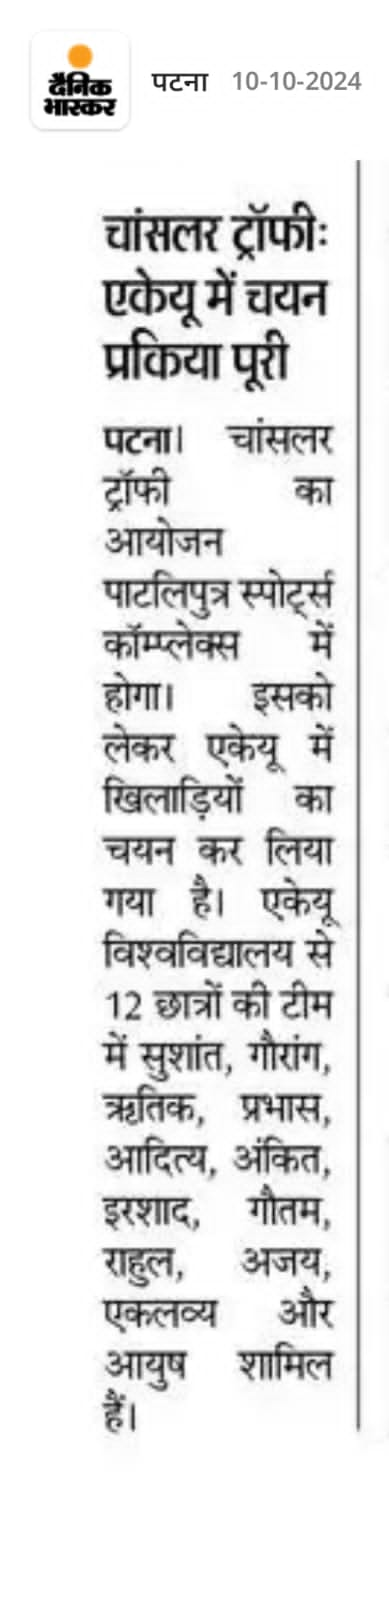 दैनिक
भास्कर
पटना 10-10-2024
चांसलर ट्रॉफीः
एकेयू में चयन
प्रकिया पूरी
पटना। चांसलर
ट्रॉफी का
आयोजन
पाटलिपुत्र स्पोर्ट्स
कॉम्प्लेक्स में
होगा। इसको
लेकर एकेयू में
खिलाड़ियों का
चयन कर लिया
गया है। एकेयू
विश्वविद्यालय से
12 छात्रों की टीम
में सुशांत, गौरांग,
ऋतिक, प्रभास,
आदित्य, अंकित,
इरशाद, गौतम,
राहुल, अजय,
एकलव्य और
आयुष शामिल
हैं।